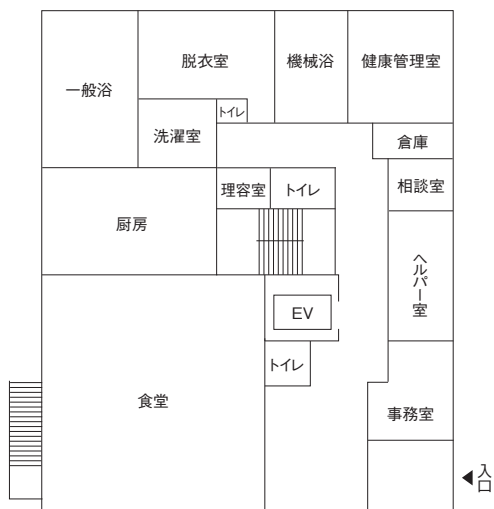 一般浴
脱衣室
機械浴
健康管理室
トイレ
洗濯室
倉庫
相談室
理容室
トイレ
厨房
ヘルパー室
EV
トイレ
食堂
事務室
入口